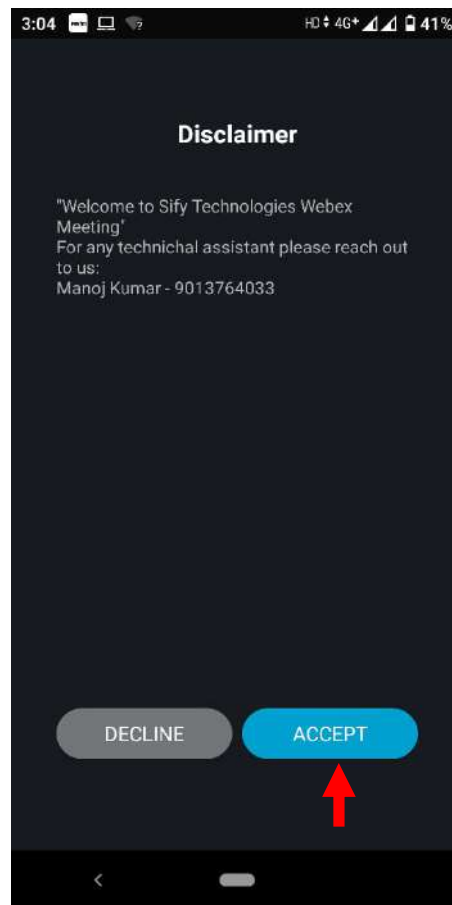 3:04 HD 4G+ 41%
Disclaimer
"Welcome to Sify Technologies Webex
Meeting"
For any technichal assistant please reach out
to us:
Manoj Kumar - 9013764033
DECLINE ACCEPT